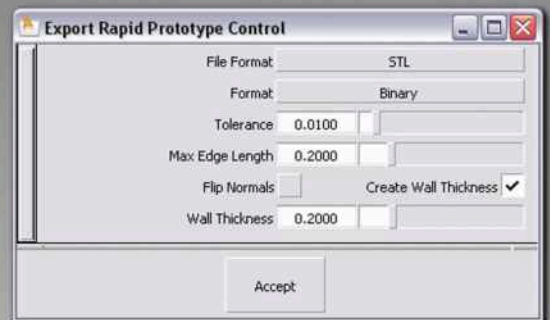 Export Rapid Prototype Control
File Format STL
Format Binary
Tolerance 0.0100
Max Edge Length 0.2000
Flip Normals Create Wall Thickness
Wall Thickness 0.2000
Accept